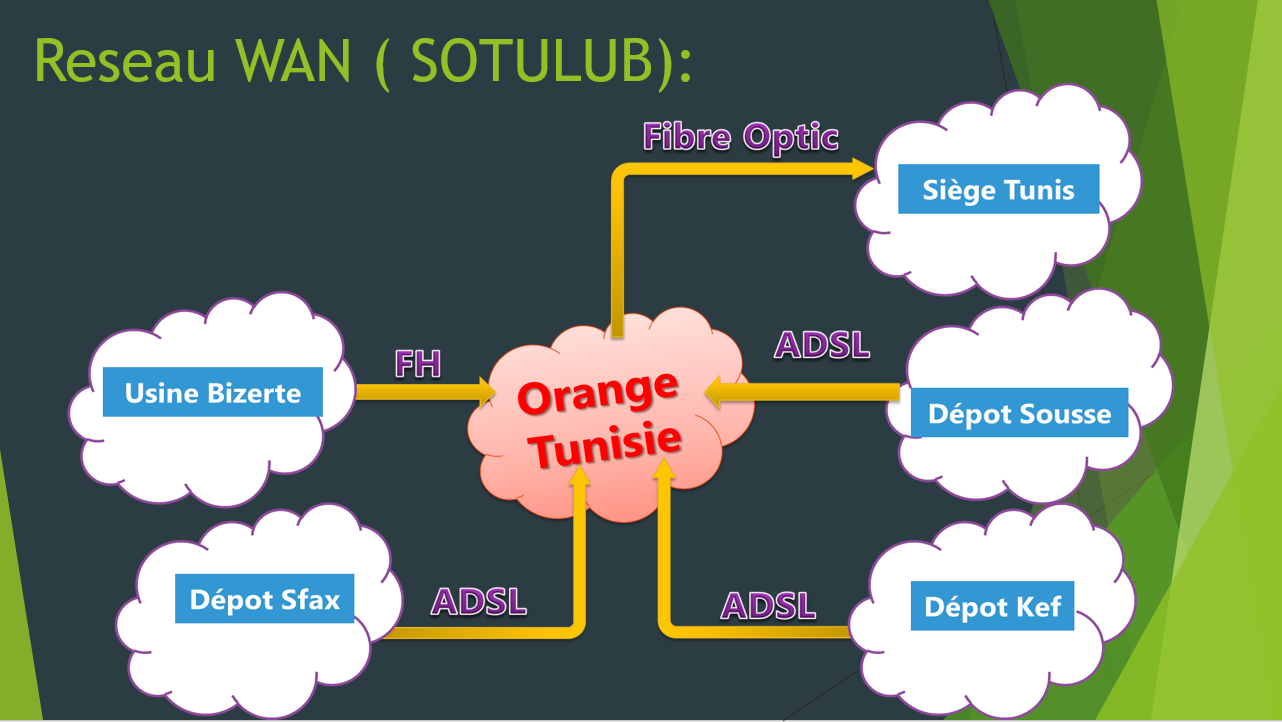 Reseau WAN ( SOTULUB):
Fibre Optic
Siège Tunis
FH
ADSL
Usine Bizerte
Orange
Tunisie
Dépot Sousse
Dépot Sfax
ADSL
ADSL
Dépot Kef